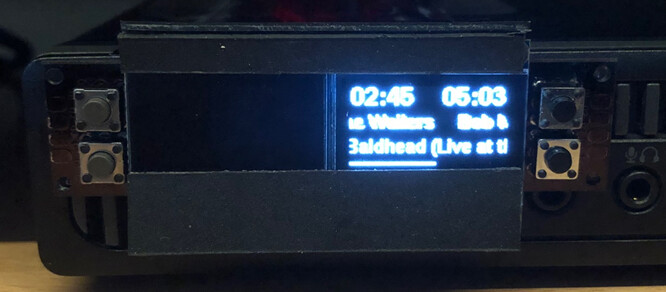 02:45 05:03
Wailers Bob
Baldhead (Live at